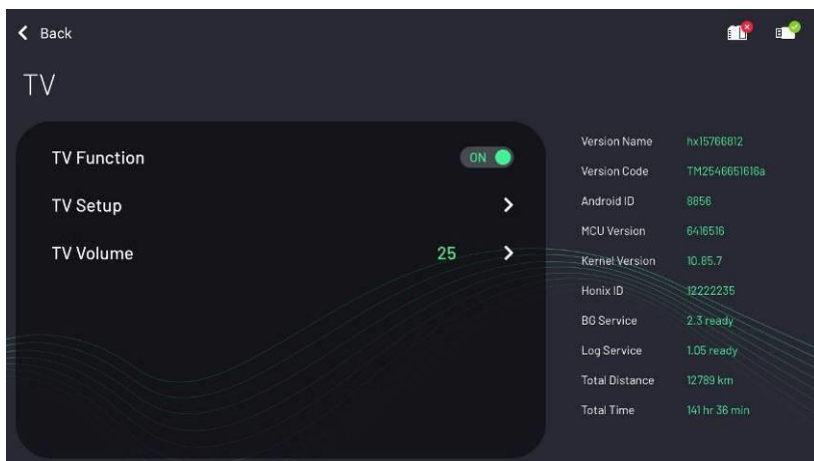 Back
TV
TV Function ON
TV Setup
TV Volume 25
Version Name hx15766812
Version Code TM2546651616a
Android ID 8856
MCU Version 6416516
Kernel Version 10.85.7
Honix ID 12222235
BG Service 2.3 ready
Log Service 1.05 ready
Total Distance 12789 km
Total Time 141 hr 36 min